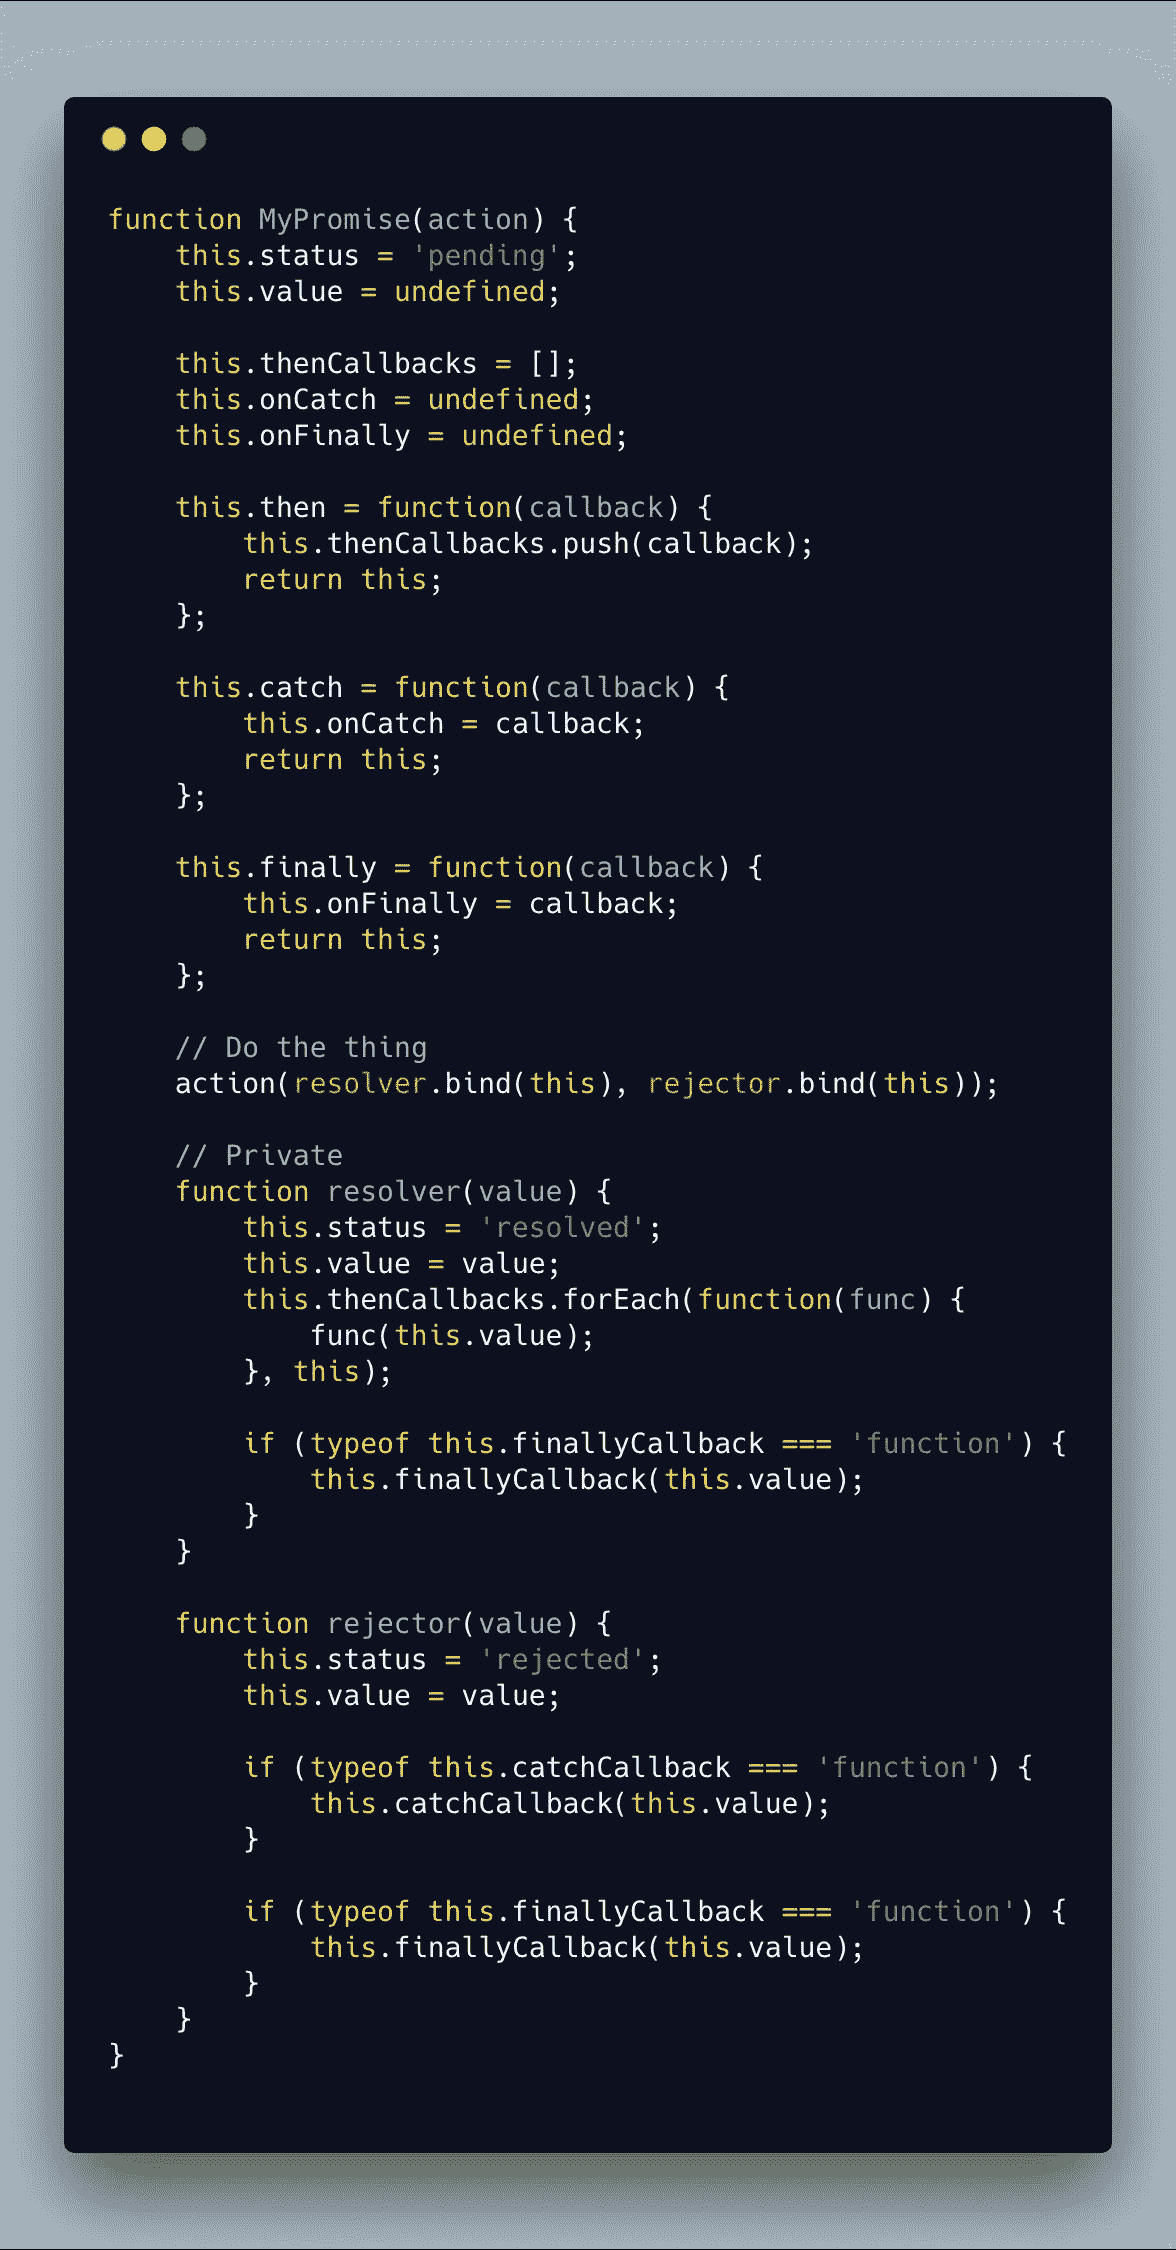 function MyPromise(action) {
    this.status = 'pending';
    this.value = undefined;

    this.thenCallbacks = [];
    this.onCatch = undefined;
    this.onFinally = undefined;

    this.then = function(callback) {
        this.thenCallbacks.push(callback);
        return this;
    };

    this.catch = function(callback) {
        this.onCatch = callback;
        return this;
    };

    this.finally = function(callback) {
        this.onFinally = callback;
        return this;
    };

    // Do the thing
    action(resolver.bind(this), rejector.bind(this));

    // Private
    function resolver(value) {
        this.status = 'resolved';
        this.value = value;
        this.thenCallbacks.forEach(function(func) {
            func(this.value);
        }, this);

        if (typeof this.finallyCallback === 'function') {
            this.finallyCallback(this.value);
        }
    }

    function rejector(value) {
        this.status = 'rejected';
        this.value = value;

        if (typeof this.catchCallback === 'function') {
            this.catchCallback(this.value);
        }

        if (typeof this.finallyCallback === 'function') {
            this.finallyCallback(this.value);
        }
    }
}